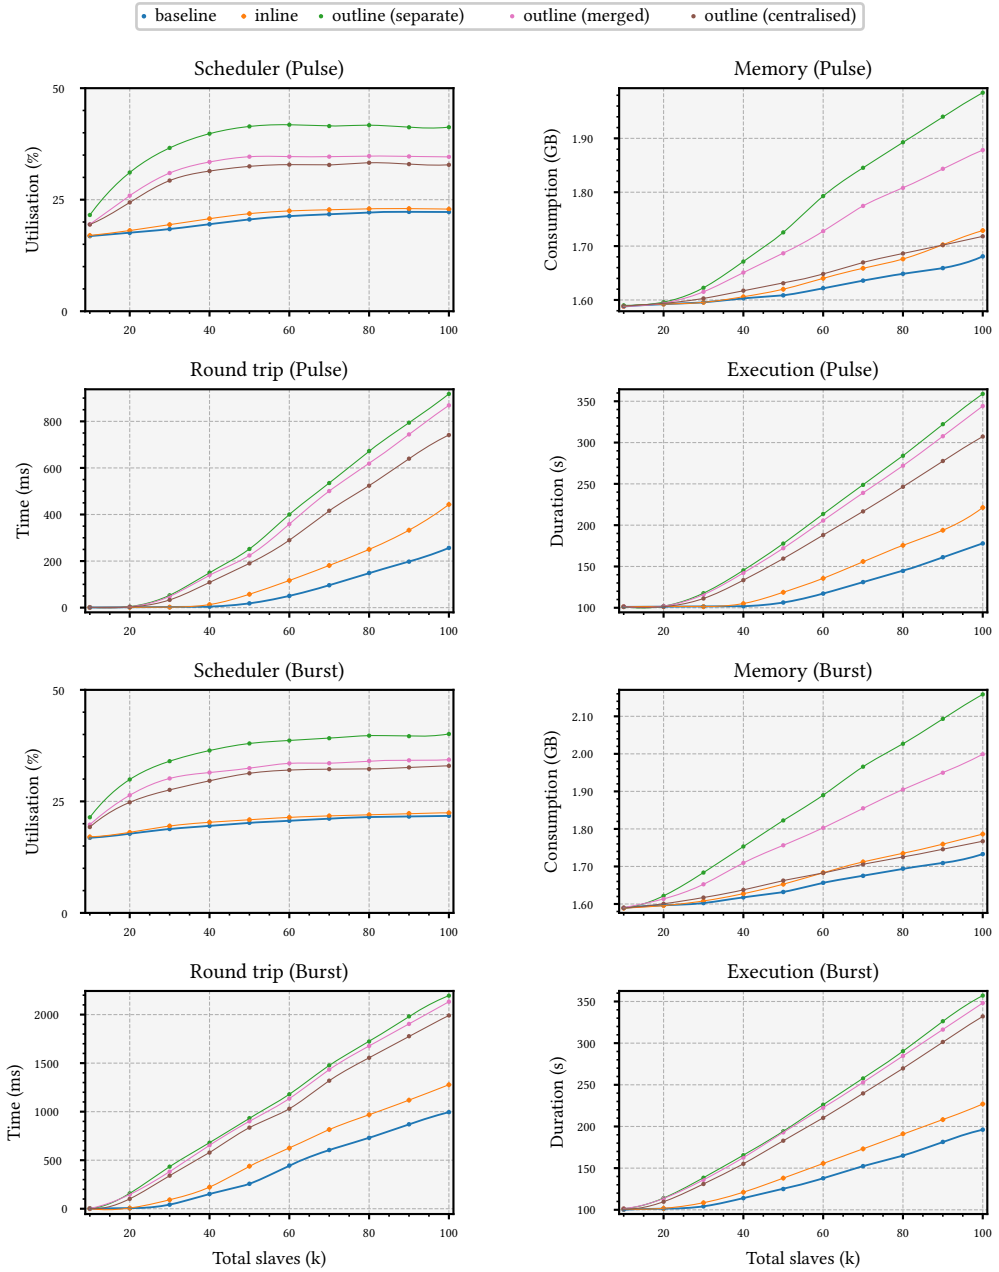 baseline inline outline (separate) outline (merged) outline (centralised)
Scheduler (Pulse)
Utilisation (%)
50
25
0
20 40 60 80 100
Memory (Pulse)
Consumption (GB)
1.90
1.80
1.70
1.60
20 40 60 80 100
Round trip (Pulse)
Time (ms)
800
600
400
200
0
20 40 60 80 100
Execution (Pulse)
Duration (s)
350
300
250
200
150
100
20 40 60 80 100
Scheduler (Burst)
Utilisation (%)
50
25
0
20 40 60 80 100
Memory (Burst)
Consumption (GB)
2.10
2.00
1.90
1.80
1.70
1.60
20 40 60 80 100
Round trip (Burst)
Time (ms)
2000
1500
1000
500
0
20 40 60 80 100
Total slaves (k)
Execution (Burst)
Duration (s)
350
300
250
200
150
100
20 40 60 80 100
Total slaves (k)